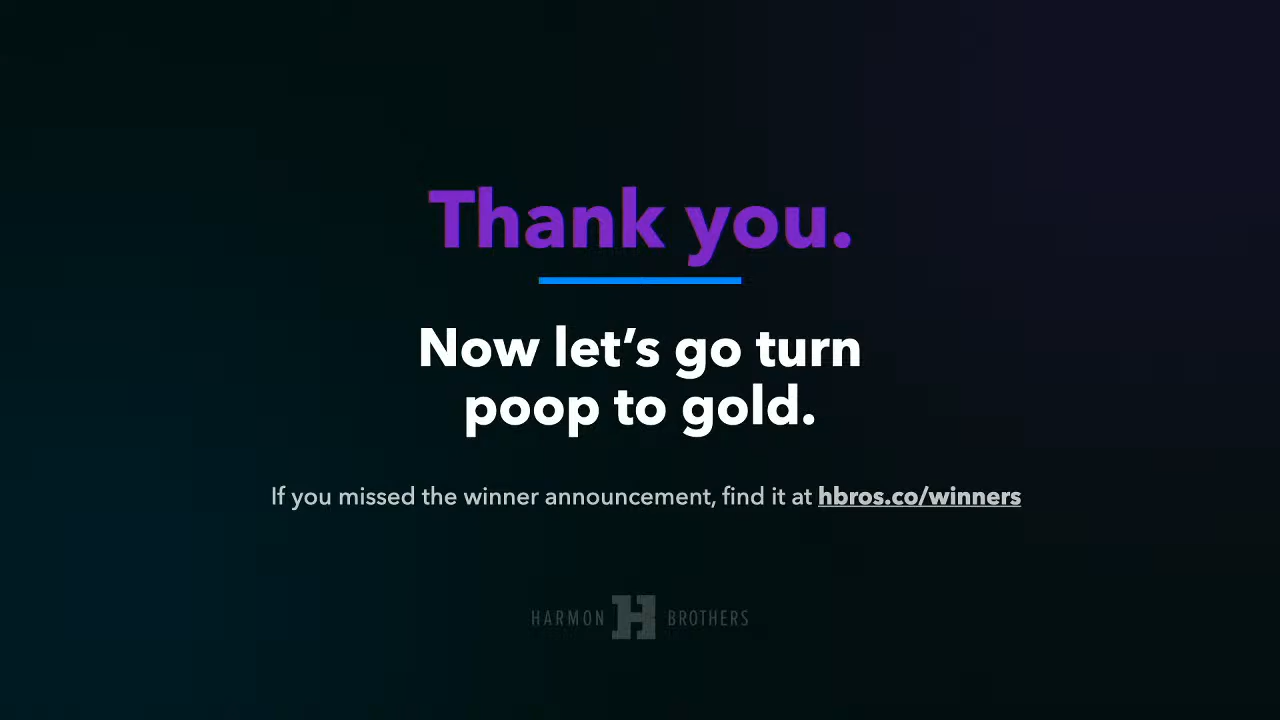 Thank you.
Now let’s go turn
poop to gold.
If you missed the winner announcement, find it at hbros.co/winners
HARMON H BROTHERS